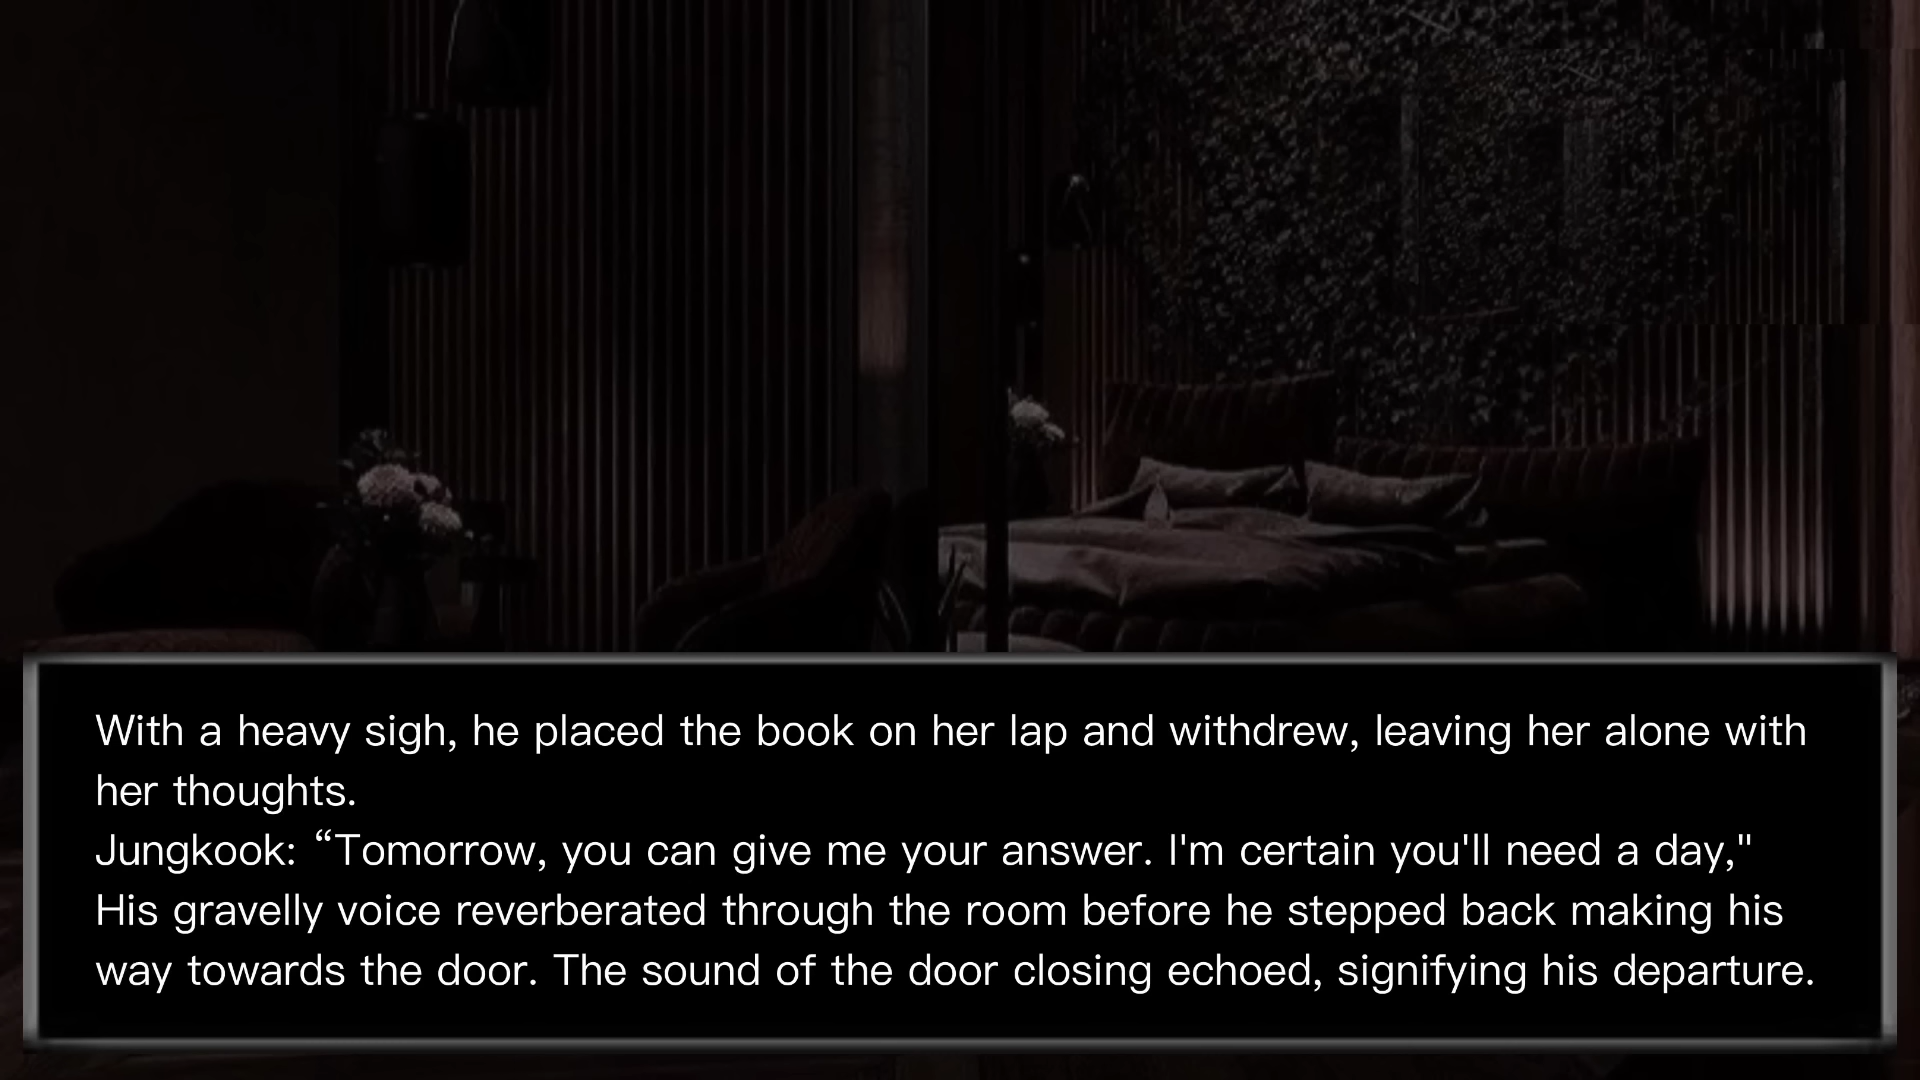 With a heavy sigh, he placed the book on her lap and withdrew, leaving her alone with
her thoughts.
Jungkook: “Tomorrow, you can give me your answer. I'm certain you'll need a day,"
His gravelly voice reverberated through the room before he stepped back making his
way towards the door. The sound of the door closing echoed, signifying his departure.